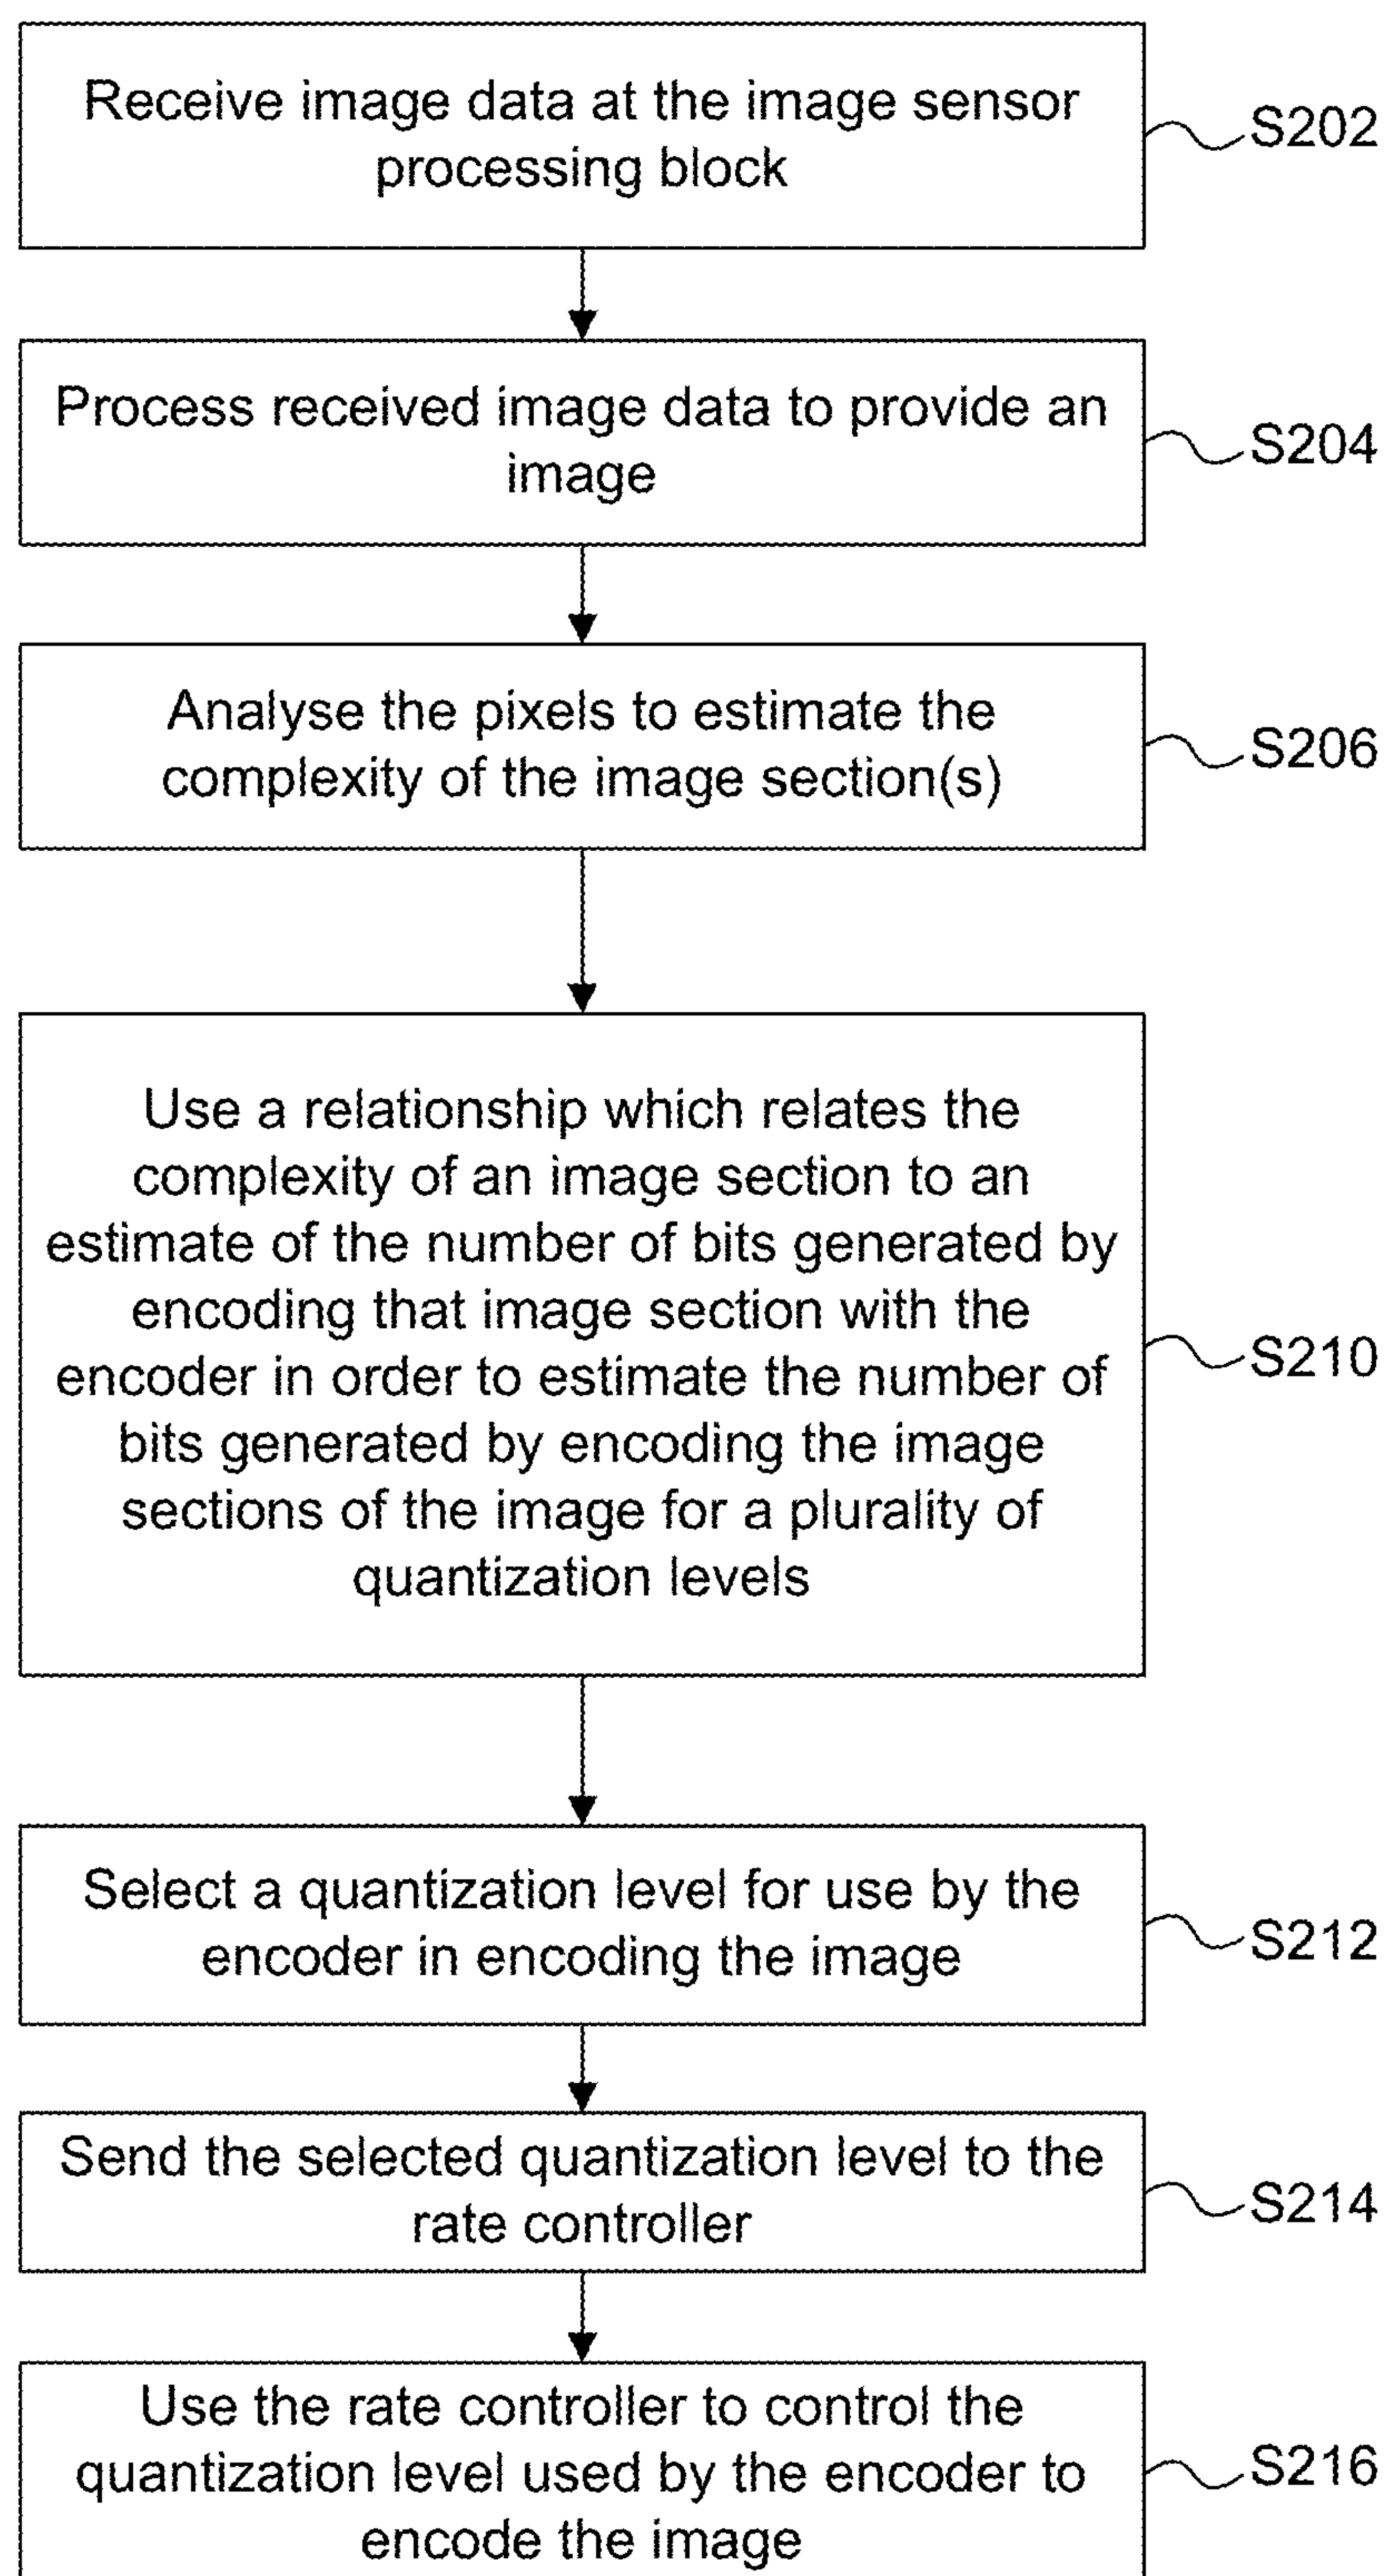 Receive image data at the image sensor
processing block
S202
Process received image data to provide an
image
S204
Analyse the pixels to estimate the
complexity of the image section(s)
S206
Use a relationship which relates the
complexity of an image section to an
estimate of the number of bits generated by
encoding that image section with the
encoder in order to estimate the number of
bits generated by encoding the image
sections of the image for a plurality of
quantization levels
S210
Select a quantization level for use by the
encoder in encoding the image
S212
Send the selected quantization level to the
rate controller
S214
Use the rate controller to control the
quantization level used by the encoder to
encode the image
S216